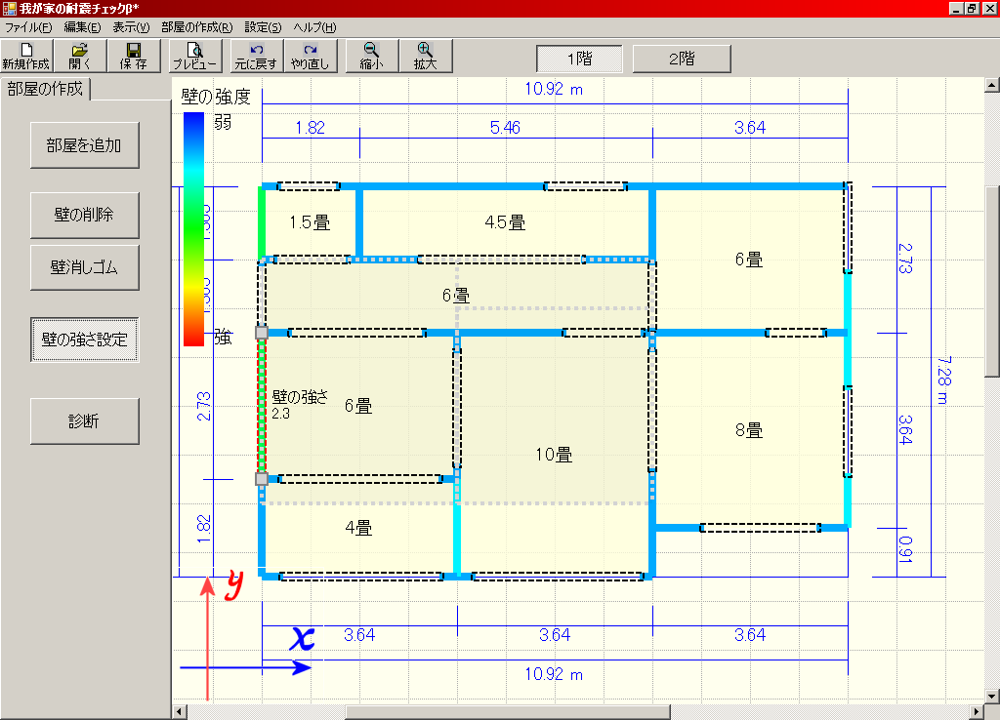 我が家の耐震チェックβ*
ファイル(F) 編集(E) 表示(V) 部屋の作成(R) 設定(S) ヘルプ(H)
新規作成 開く 保存 プレビュー 元に戻す やり直し 縮小 拡大 1階 2階
部屋の作成
部屋を追加
壁の削除
壁消しゴム
壁の強さ設定
診断
壁の強度
弱
強
10.92 m
1.82 5.46 3.64
1.5畳 4.5畳 6畳
6畳
壁の強さ
2.3
6畳
10畳
8畳
4畳
2.73
1.82
2.73
3.64
0.91
7.28 m
y
x
3.64 3.64 3.64
10.92 m